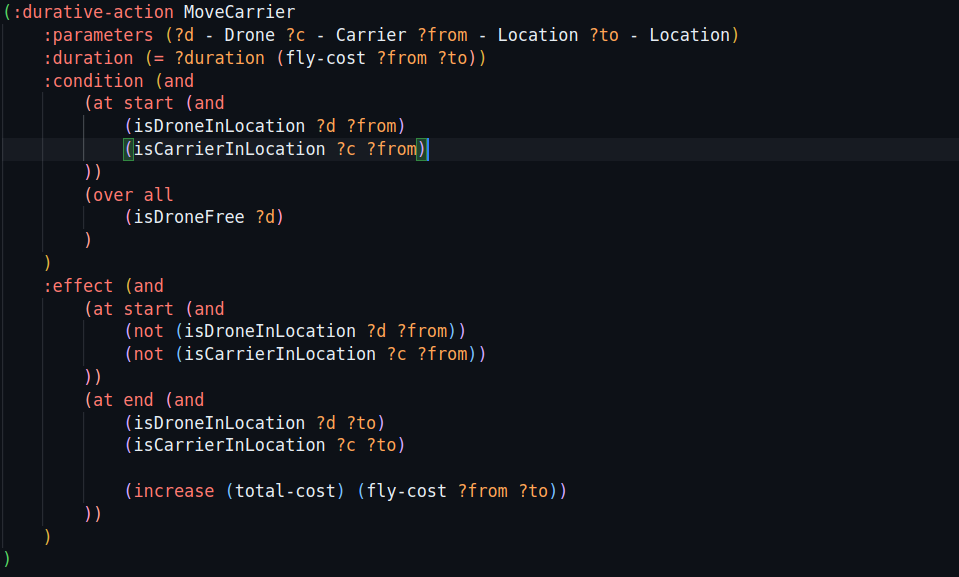 (:durative-action MoveCarrier
    :parameters (?d - Drone ?c - Carrier ?from - Location ?to - Location)
    :duration (= ?duration (fly-cost ?from ?to))
    :condition (and
        (at start (and
            (isDroneInLocation ?d ?from)
            (isCarrierInLocation ?c ?from)
        ))
        (over all
            (isDroneFree ?d)
        )
    )
    :effect (and
        (at start (and
            (not (isDroneInLocation ?d ?from))
            (not (isCarrierInLocation ?c ?from))
        ))
        (at end (and
            (isDroneInLocation ?d ?to)
            (isCarrierInLocation ?c ?to)

            (increase (total-cost) (fly-cost ?from ?to))
        ))
    )
)